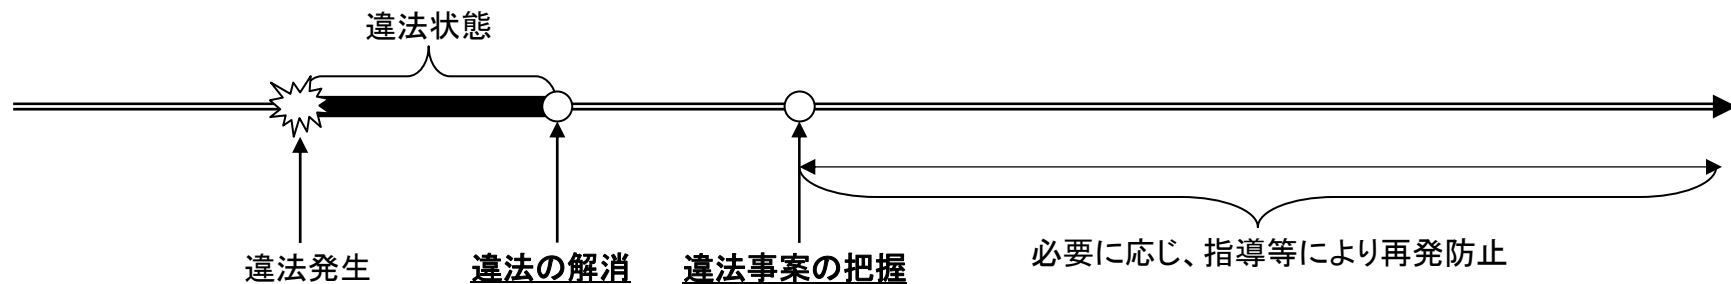 違法状態
違法発生
違法の解消
違法事案の把握
必要に応じ、指導等により再発防止